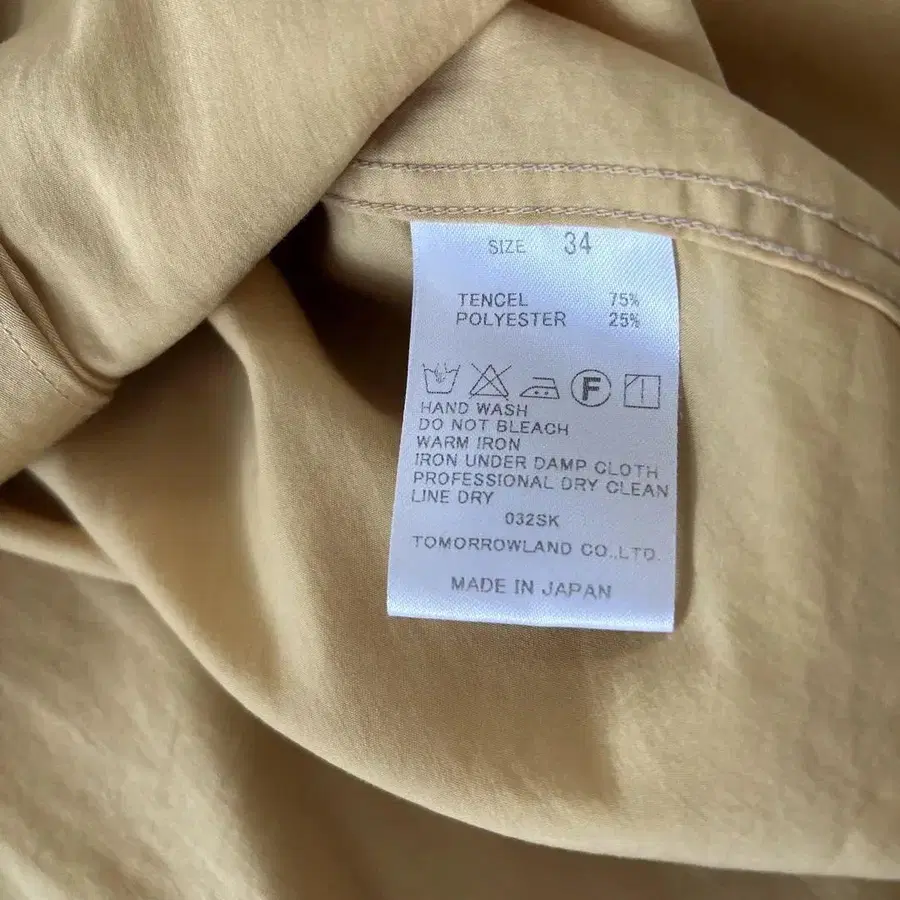 SIZE 34
TENCEL 75%
POLYESTER 25%
F
HAND WASH
DO NOT BLEACH
WARM IRON
IRON UNDER DAMP CLOTH
PROFESSIONAL DRY CLEAN
LINE DRY
032SK
TOMORROWLAND CO.,LTD.
MADE IN JAPAN